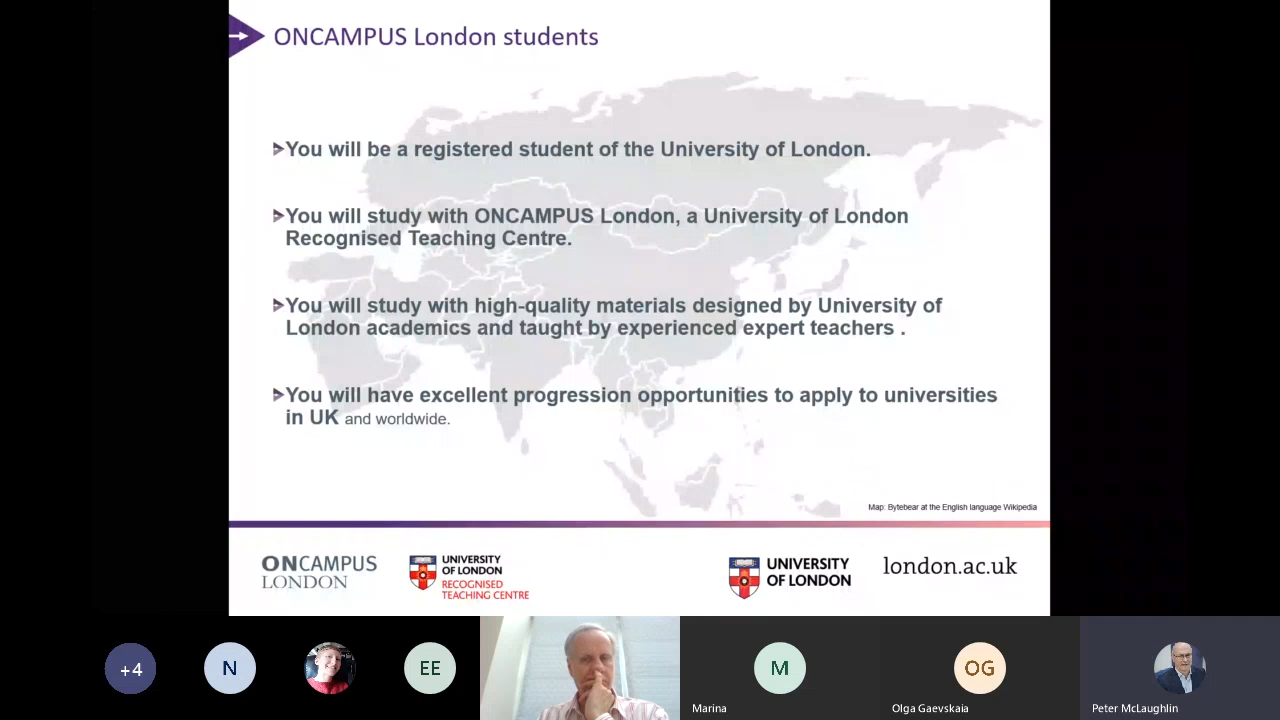 ONCAMPUS London students
You will be a registered student of the University of London.
You will study with ONCAMPUS London, a University of London
Recognised Teaching Centre.
You will study with high-quality materials designed by University of
London academics and taught by experienced expert teachers .
You will have excellent progression opportunities to apply to universities
in UK and worldwide.
Map: Bytebear at the English language Wikipedia
ONCAMPUS
LONDON
UNIVERSITY
OF LONDON
RECOGNISED
TEACHING CENTRE
UNIVERSITY
OF LONDON
london.ac.uk
+4
N
EE
M
Marina
OG
Olga Gaevskaia
Peter McLaughlin